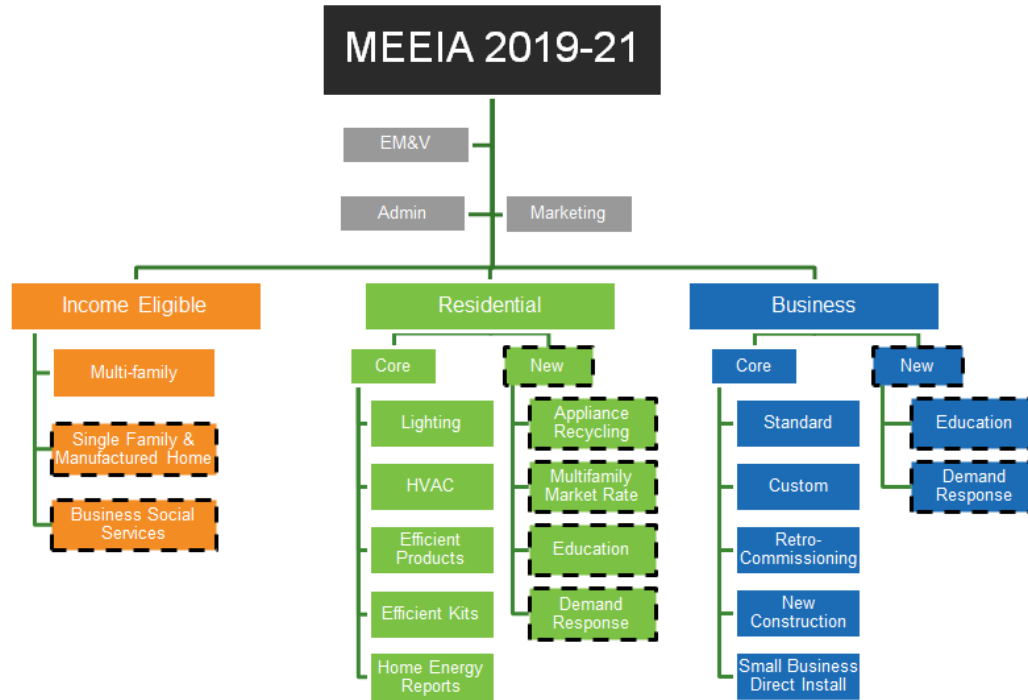 MEEIA 2019-21
EM&V
Admin
Marketing
Income Eligible
Multi-family
Single Family &
Manufactured Home
Business Social
Services
Residential
Core
Lighting
HVAC
Efficient
Products
Efficient Kits
Home Energy
Reports
New
Appliance
Recycling
Multifamily
Market Rate
Education
Demand
Response
Business
Core
Standard
Custom
Retro-
Commissioning
New
Construction
Small Business
Direct Install
New
Education
Demand
Response